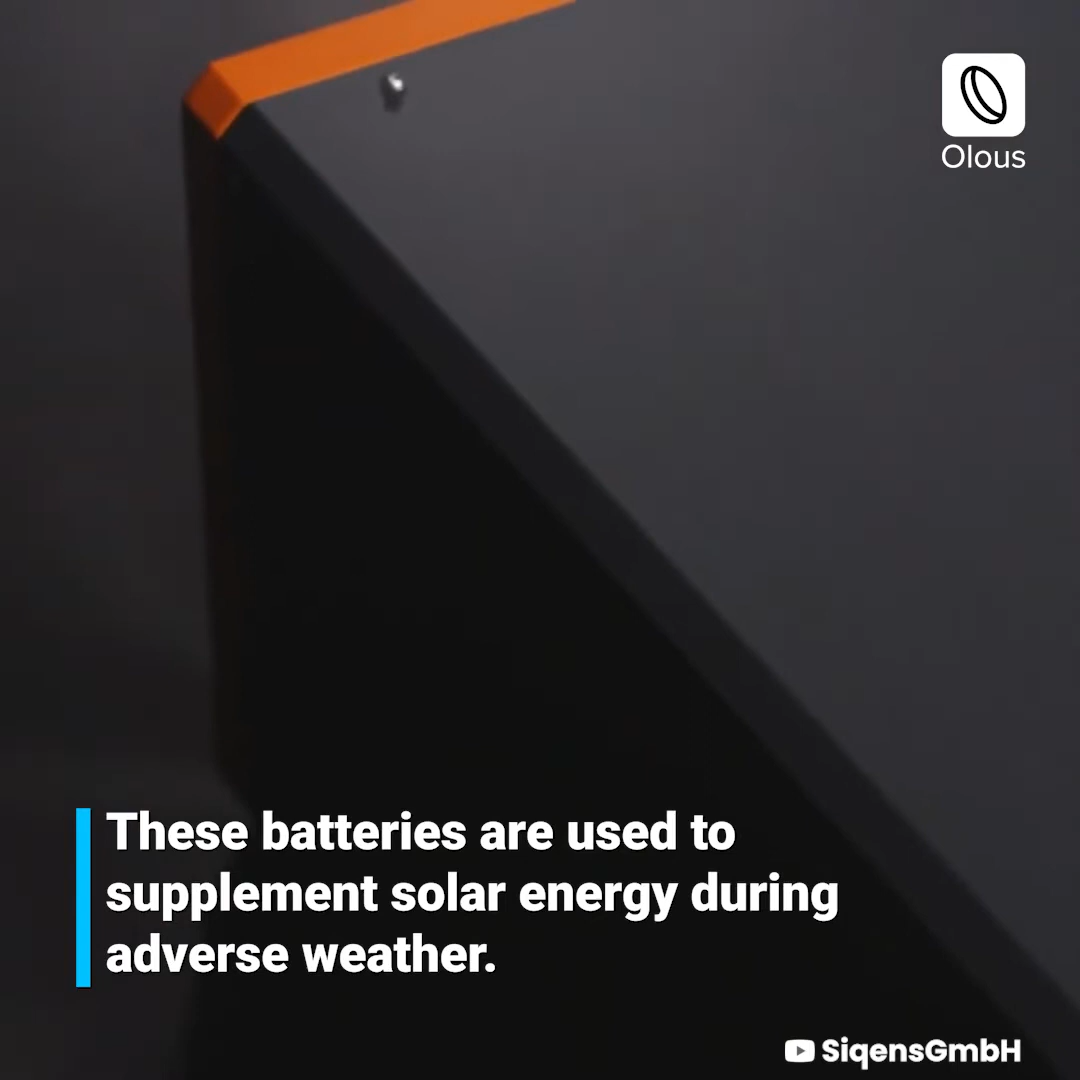 Olous
These batteries are used to
supplement solar energy during
adverse weather.
SiqensGmbH